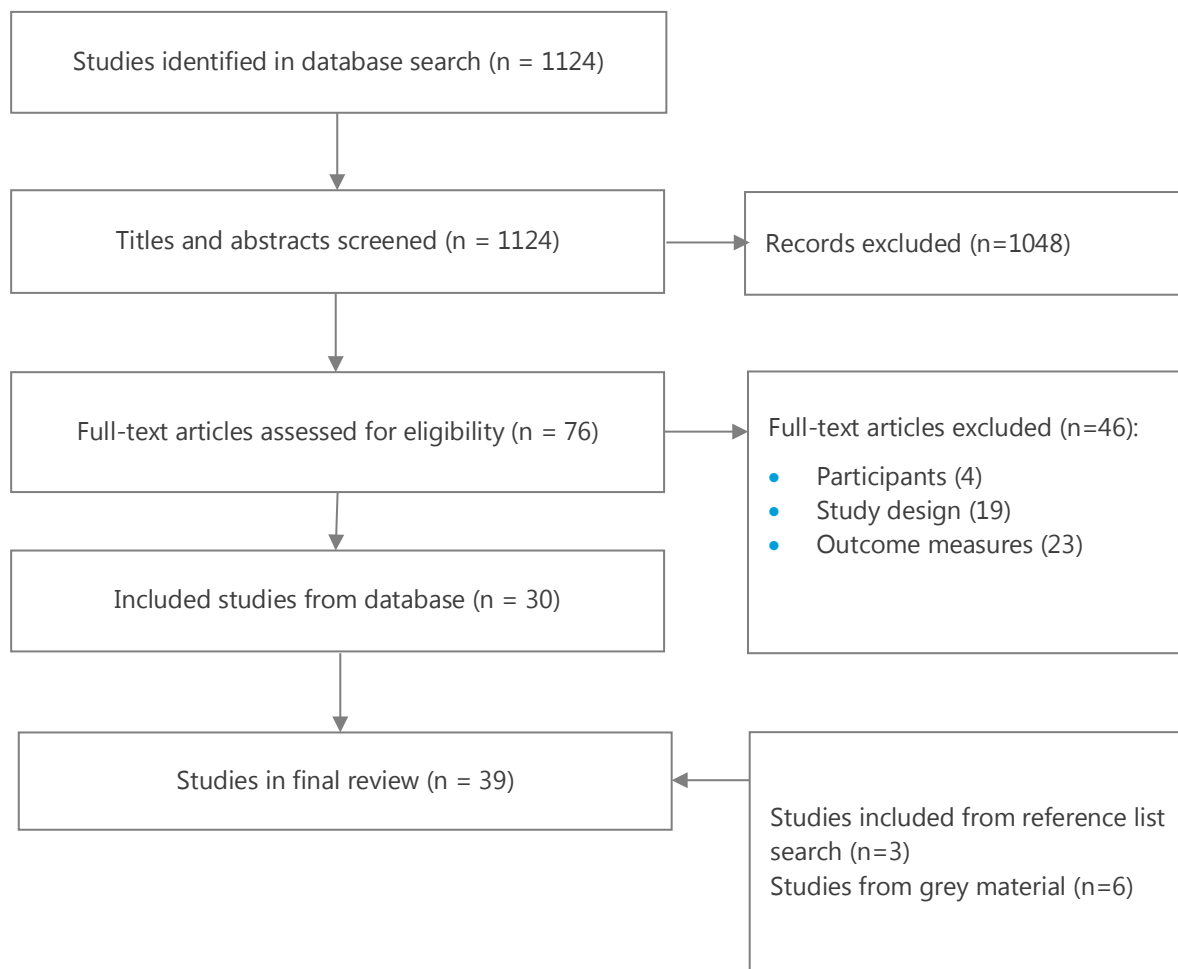 Studies identified in database search (n = 1124)
Titles and abstracts screened (n = 1124)
Records excluded (n=1048)
Full-text articles assessed for eligibility (n = 76)
Full-text articles excluded (n=46):
• Participants (4)
• Study design (19)
• Outcome measures (23)
Included studies from database (n = 30)
Studies in final review (n = 39)
Studies included from reference list
search (n=3)
Studies from grey material (n=6)